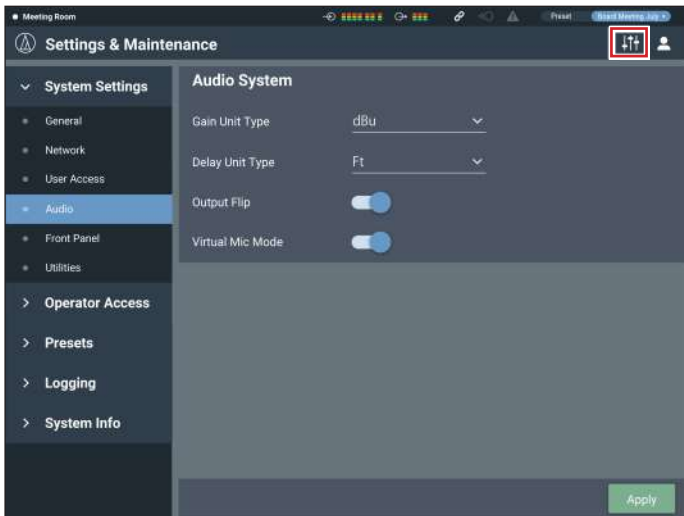 Meeting Room
Preset
Board Meeting July
Settings & Maintenance
System Settings
General
Network
User Access
Audio
Front Panel
Utilities
Operator Access
Presets
Logging
System Info
Audio System
Gain Unit Type dBu
Delay Unit Type Ft
Output Flip
Virtual Mic Mode
Apply